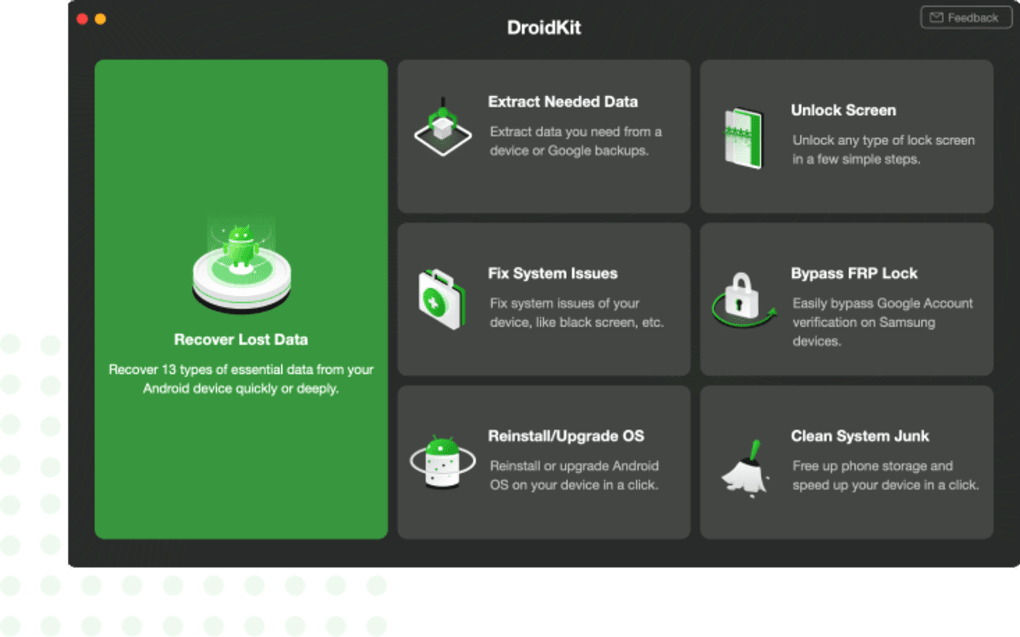 DroidKit
Feedback
Recover Lost Data
Recover 13 types of essential data from your
Android device quickly or deeply.
Extract Needed Data
Extract data you need from a
device or Google backups.
Unlock Screen
Unlock any type of lock screen
in a few simple steps.
Fix System Issues
Fix system issues of your
device, like black screen, etc.
Bypass FRP Lock
Easily bypass Google Account
verification on Samsung
devices.
Reinstall/Upgrade OS
Reinstall or upgrade Android
OS on your device in a click.
Clean System Junk
Free up phone storage and
speed up your device in a click.